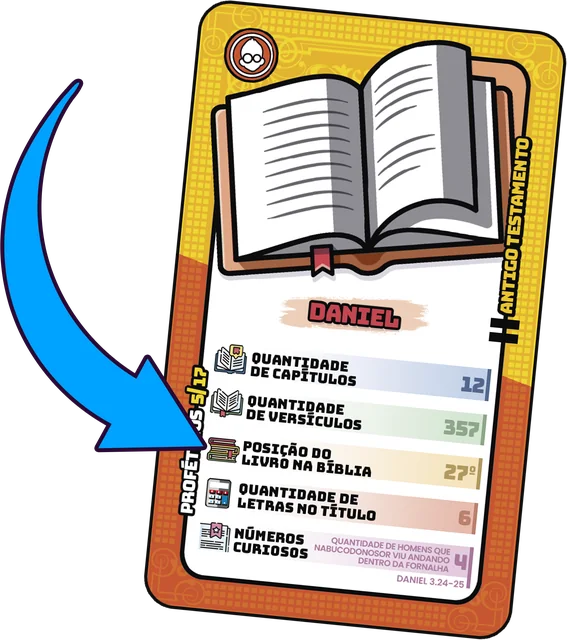 ANTIGO TESTAMENTO
DANIEL
QUANTIDADE
DE CAPÍTULOS
12
QUANTIDADE
DE VERSÍCULOS
357
POSIÇÃO DO
LIVRO NA BÍBLIA
27º
QUANTIDADE DE
LETRAS NO TÍTULO
6
NÚMEROS
CURIOSOS
QUANTIDADE DE HOMENS QUE
NABUCODONOSOR VIU ANDANDO
DENTRO DA FORNALHA
4
DANIEL 3.24-25
5/17